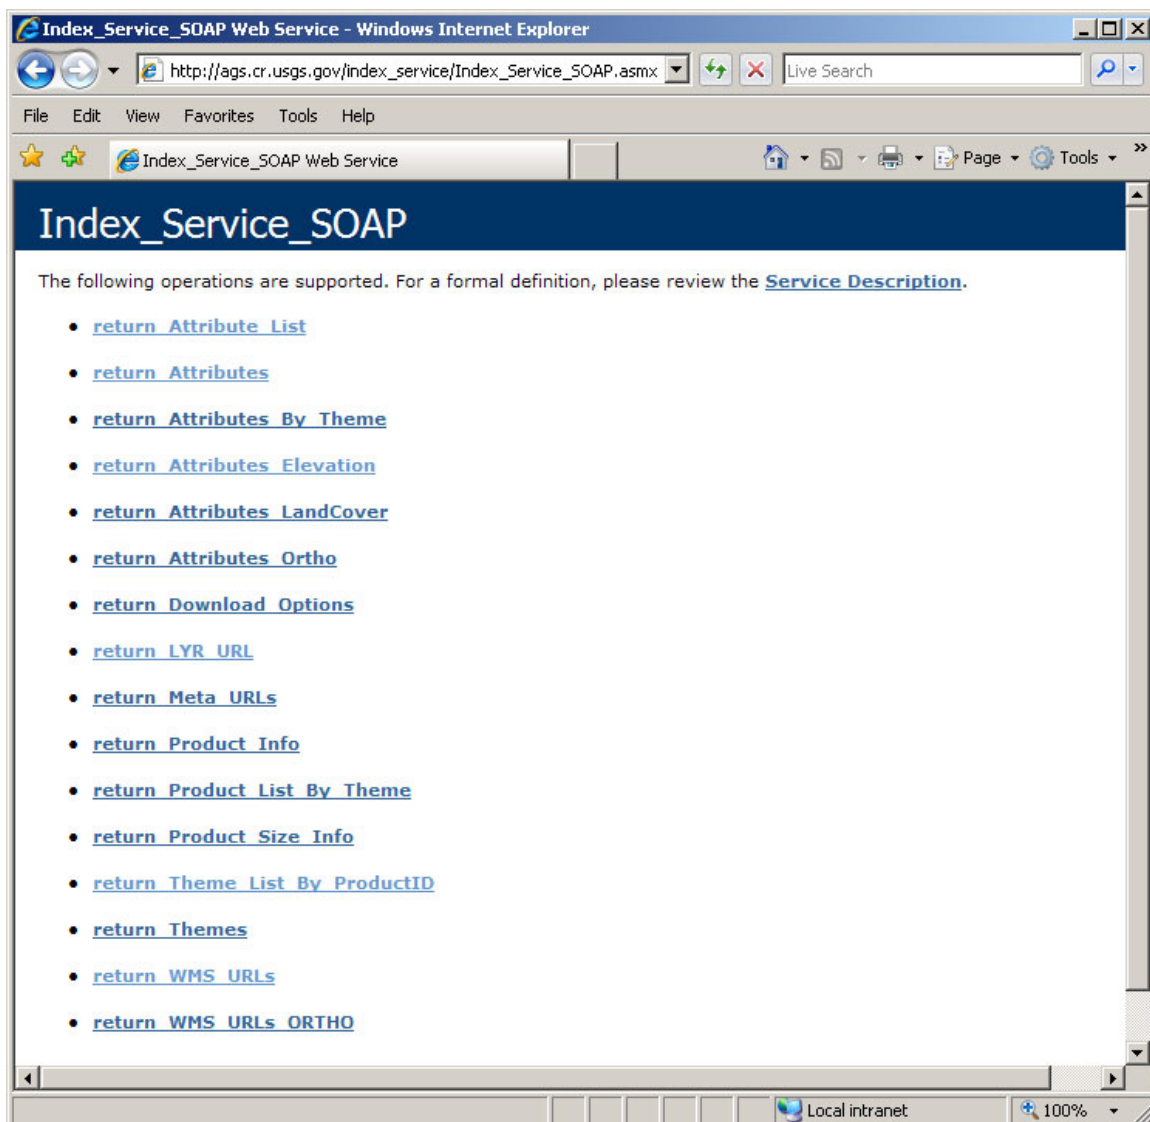 Index_Service_SOAP Web Service - Windows Internet Explorer
http://ags.cr.usgs.gov/index_service/Index_Service_SOAP.asmx
Live Search
File Edit View Favorites Tools Help
Index_Service_SOAP Web Service
Page Tools »
Index_Service_SOAP
The following operations are supported. For a formal definition, please review the Service Description.
• return_Attribute_List
• return_Attributes
• return_Attributes_By_Theme
• return_Attributes_Elevation
• return_Attributes_LandCover
• return_Attributes_Ortho
• return_Download_Options
• return_LYR_URL
• return_Meta_URLs
• return_Product_Info
• return_Product_List_By_Theme
• return_Product_Size_Info
• return_Theme_List_By_ProductID
• return_Themes
• return_WMS_URLs
• return_WMS_URLs_ORTHO
Local intranet
100%